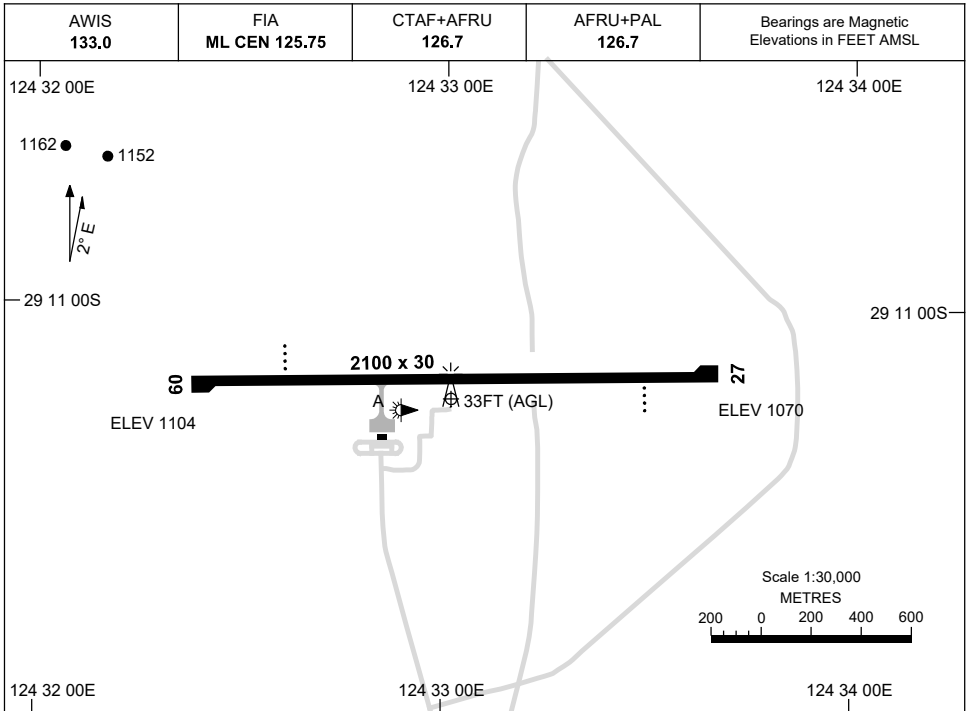 AWIS
133.0
FIA
ML CEN 125.75
CTAF+AFRU
126.7
AFRU+PAL
126.7
Bearings are Magnetic
Elevations in FEET AMSL
124 32 00E
124 33 00E
124 34 00E
1162
1152
2° E
29 11 00S
29 11 00S
2100 x 30
09
27
A
33FT (AGL)
ELEV 1104
ELEV 1070
Scale 1:30,000
METRES
200 0 200 400 600
124 32 00E
124 33 00E
124 34 00E